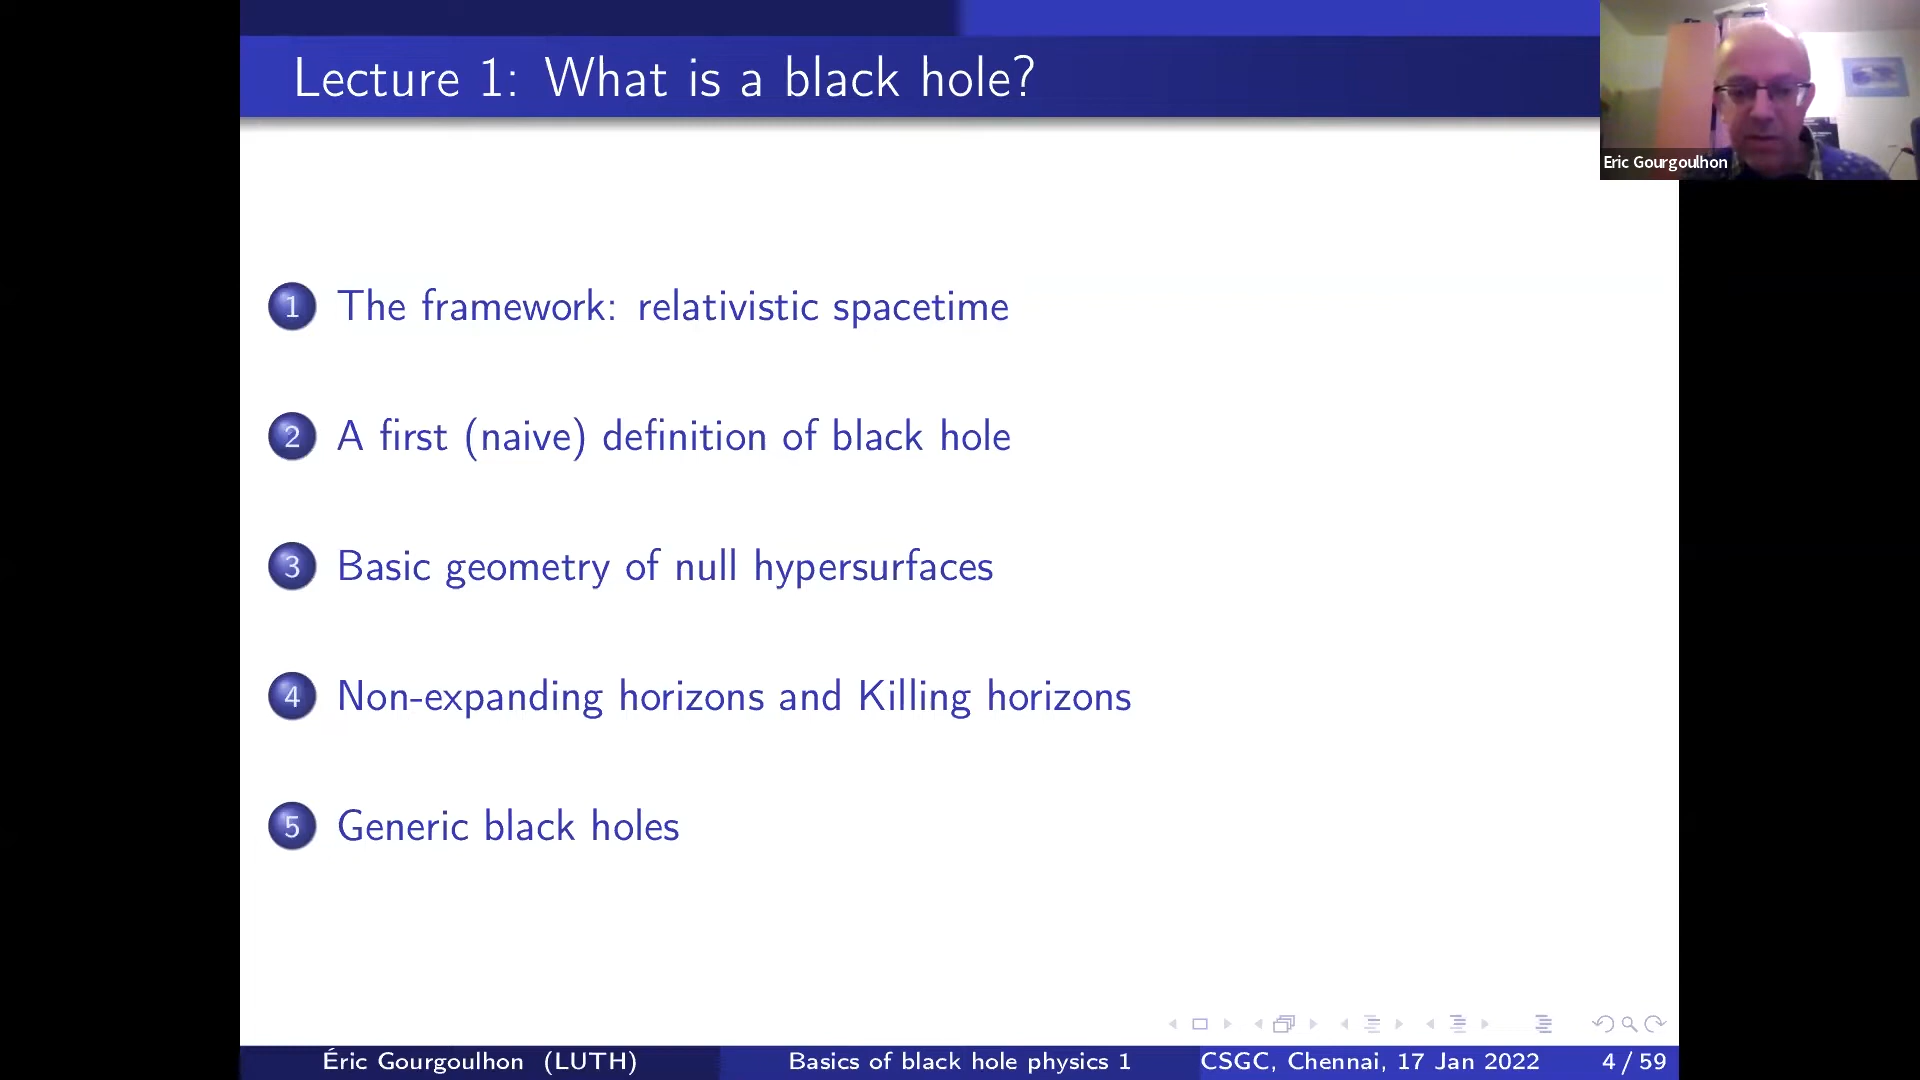 Lecture 1: What is a black hole?
Eric Gourgoulhon
1 The framework: relativistic spacetime
2 A first (naive) definition of black hole
3 Basic geometry of null hypersurfaces
4 Non-expanding horizons and Killing horizons
5 Generic black holes
Éric Gourgoulhon (LUTH) Basics of black hole physics 1 CSGC, Chennai, 17 Jan 2022 4 / 59